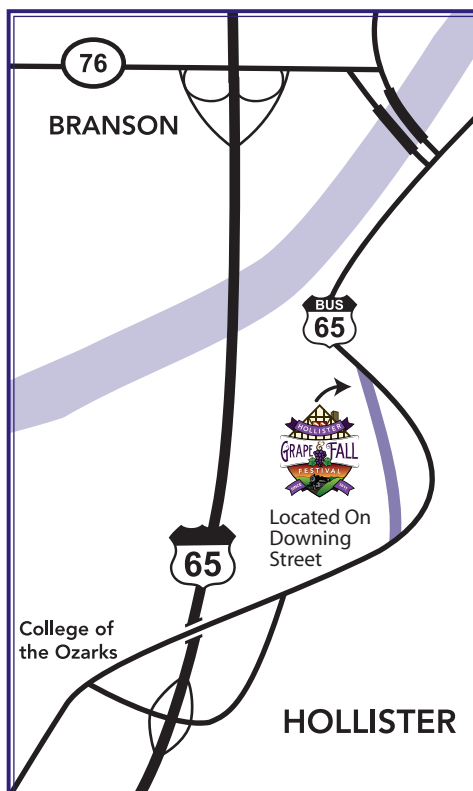 76
BRANSON
BUS
65
HOLLISTER
GRAPE & FALL
FESTIVAL
Located On
Downing
Street
65
College of
the Ozarks
HOLLISTER